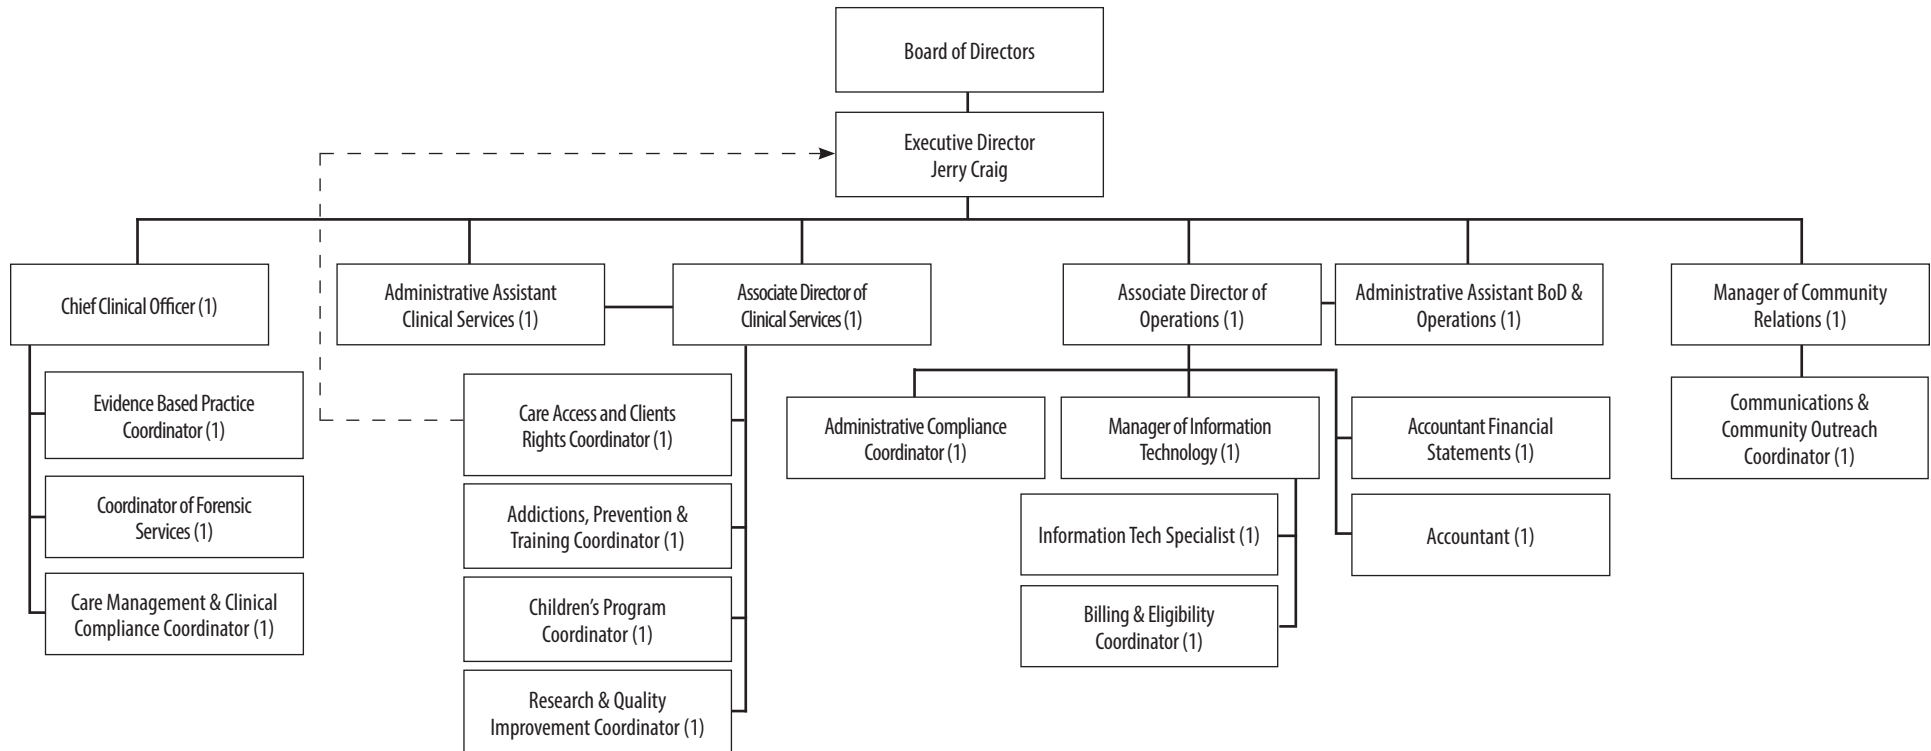 Board of Directors
Executive Director
Jerry Craig
Chief Clinical Officer (1)
Administrative Assistant
Clinical Services (1)
Associate Director of
Clinical Services (1)
Associate Director of
Operations (1)
Administrative Assistant BoD &
Operations (1)
Manager of Community
Relations (1)
Evidence Based Practice
Coordinator (1)
Coordinator of Forensic
Services (1)
Care Management & Clinical
Compliance Coordinator (1)
Care Access and Clients
Rights Coordinator (1)
Addictions, Prevention &
Training Coordinator (1)
Children’s Program
Coordinator (1)
Research & Quality
Improvement Coordinator (1)
Administrative Compliance
Coordinator (1)
Manager of Information
Technology (1)
Information Tech Specialist (1)
Billing & Eligibility
Coordinator (1)
Accountant Financial
Statements (1)
Accountant (1)
Communications &
Community Outreach
Coordinator (1)